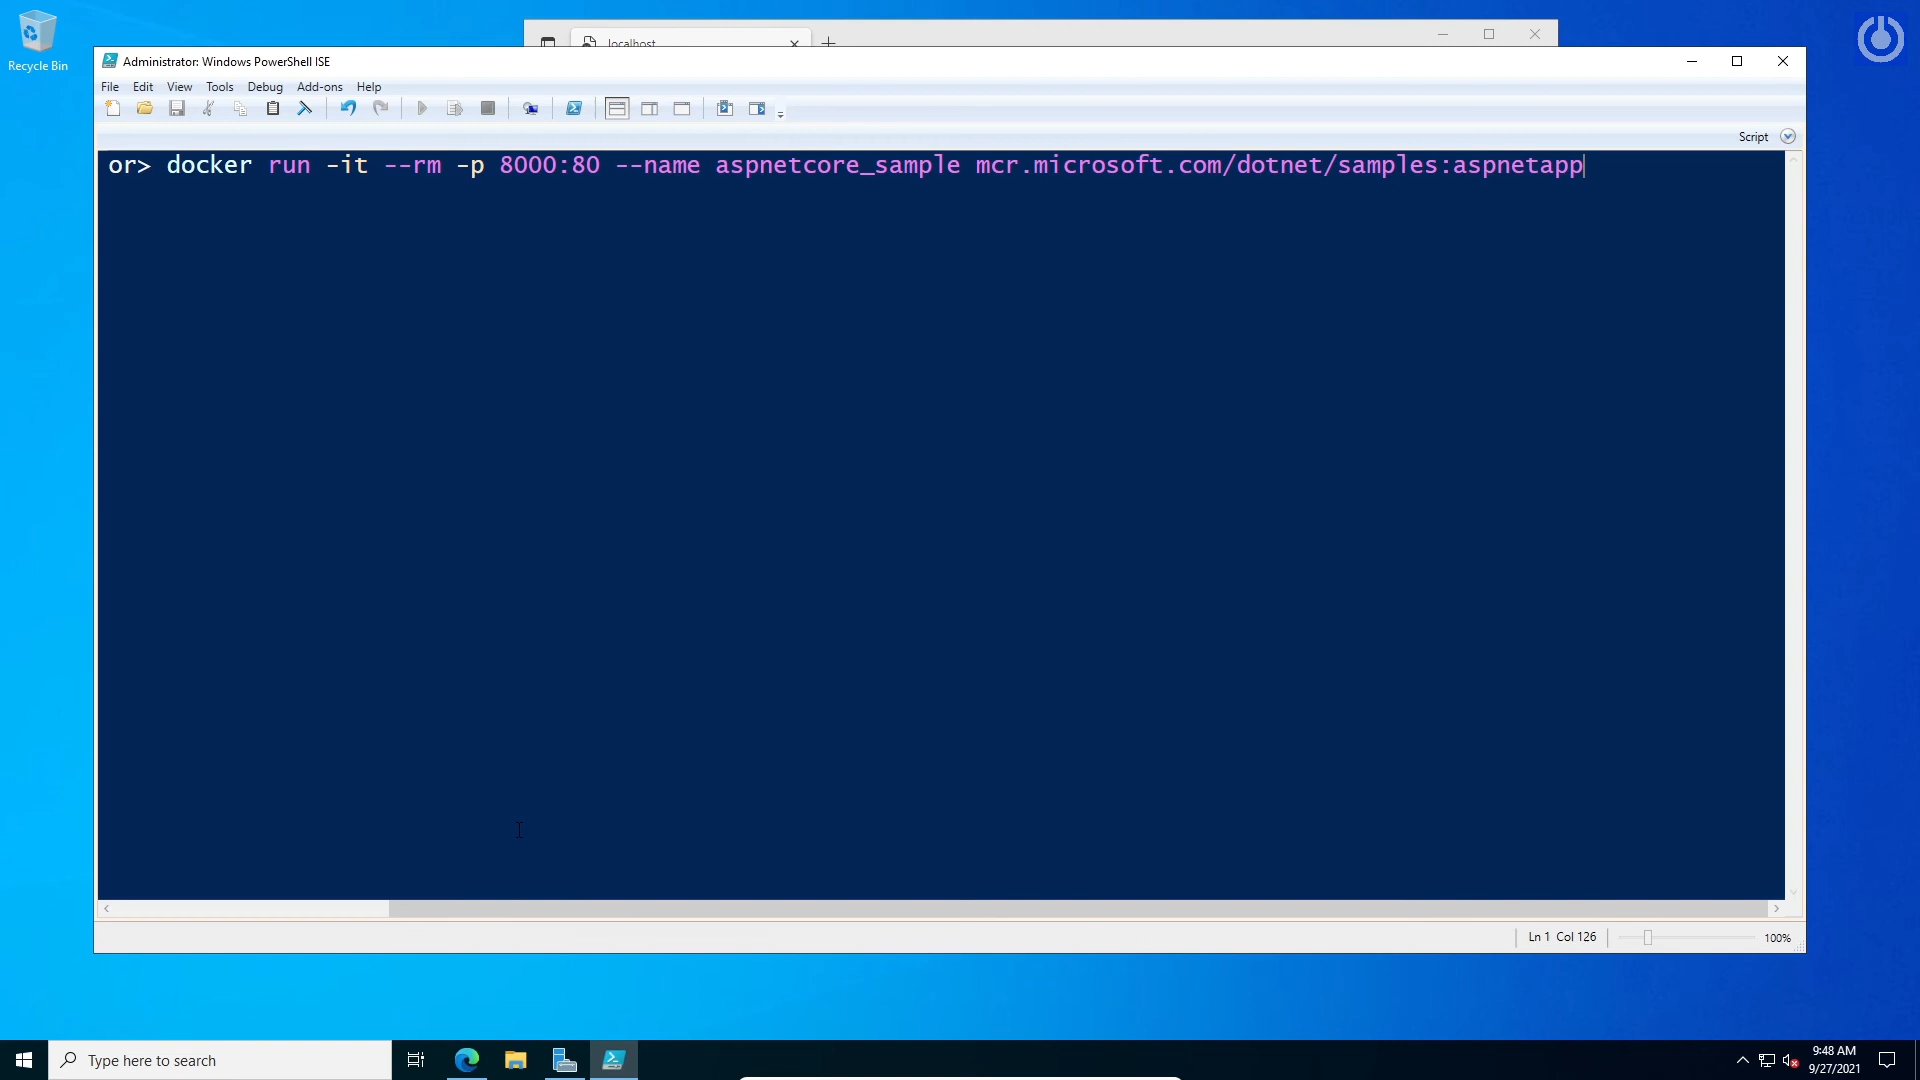 Recycle Bin
localhost
Administrator: Windows PowerShell ISE
File Edit View Tools Debug Add-ons Help
Script
or> docker run -it --rm -p 8000:80 --name aspnetcore_sample mcr.microsoft.com/dotnet/samples:aspnetapp
Ln 1 Col 126
100%
Type here to search
9:48 AM
9/27/2021